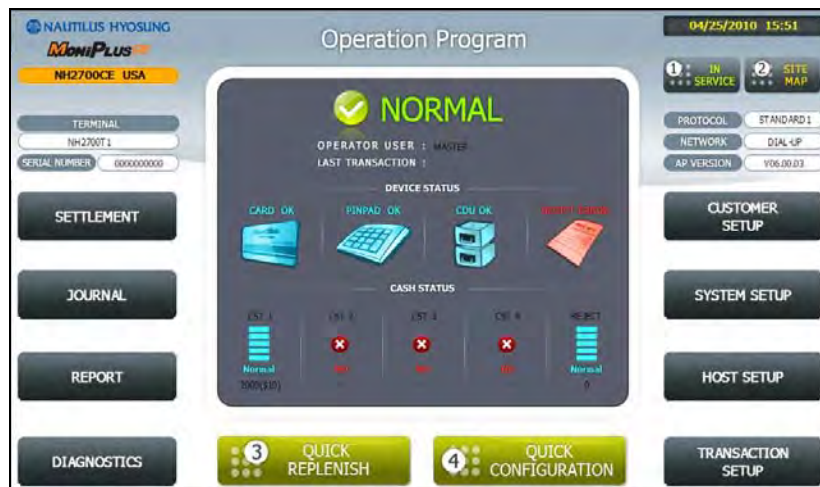 NAUTILUS HYOSUNG
MONIPLUS
NH2700CE USA
Operation Program
04/25/2010 15:51
1 IN SERVICE
2 SITE MAP
TERMINAL
NH2700T1
SERIAL NUMBER 0000000000
PROTOCOL STANDARD1
NETWORK DIAL-UP
AP VERSION V06.00.03
NORMAL
OPERATOR USER : MASTER
LAST TRANSACTION :
DEVICE STATUS
CARD OK PINPAD OK CDU OK
CASH STATUS
CST 1 CST 2 CST 3 CST 4 REJECT
Normal
Normal
2000($10)
0
SETTLEMENT
JOURNAL
REPORT
DIAGNOSTICS
CUSTOMER SETUP
SYSTEM SETUP
HOST SETUP
TRANSACTION SETUP
3 QUICK REPLENISH
4 QUICK CONFIGURATION